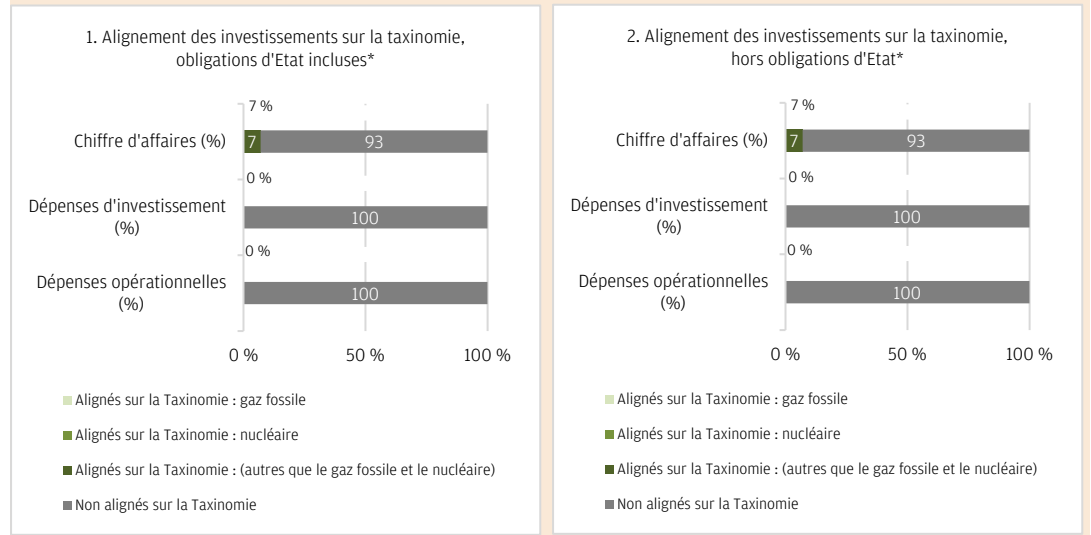 1. Alignement des investissements sur la taxinomie,
obligations d'Etat incluses*
7 %
Chiffre d'affaires (%)
7
93
0 %
Dépenses d'investissement
(%)
100
0 %
Dépenses opérationnelles
(%)
100
0 %
50 %
100 %
Alignés sur la Taxinomie : gaz fossile
Alignés sur la Taxinomie : nucléaire
Alignés sur la Taxinomie : (autres que le gaz fossile et le nucléaire)
Non alignés sur la Taxinomie
2. Alignement des investissements sur la taxinomie,
hors obligations d'Etat*
7 %
Chiffre d'affaires (%)
7
93
0 %
Dépenses d'investissement
(%)
100
0 %
Dépenses opérationnelles
(%)
100
0 %
50 %
100 %
Alignés sur la Taxinomie : gaz fossile
Alignés sur la Taxinomie : nucléaire
Alignés sur la Taxinomie : (autres que le gaz fossile et le nucléaire)
Non alignés sur la Taxinomie